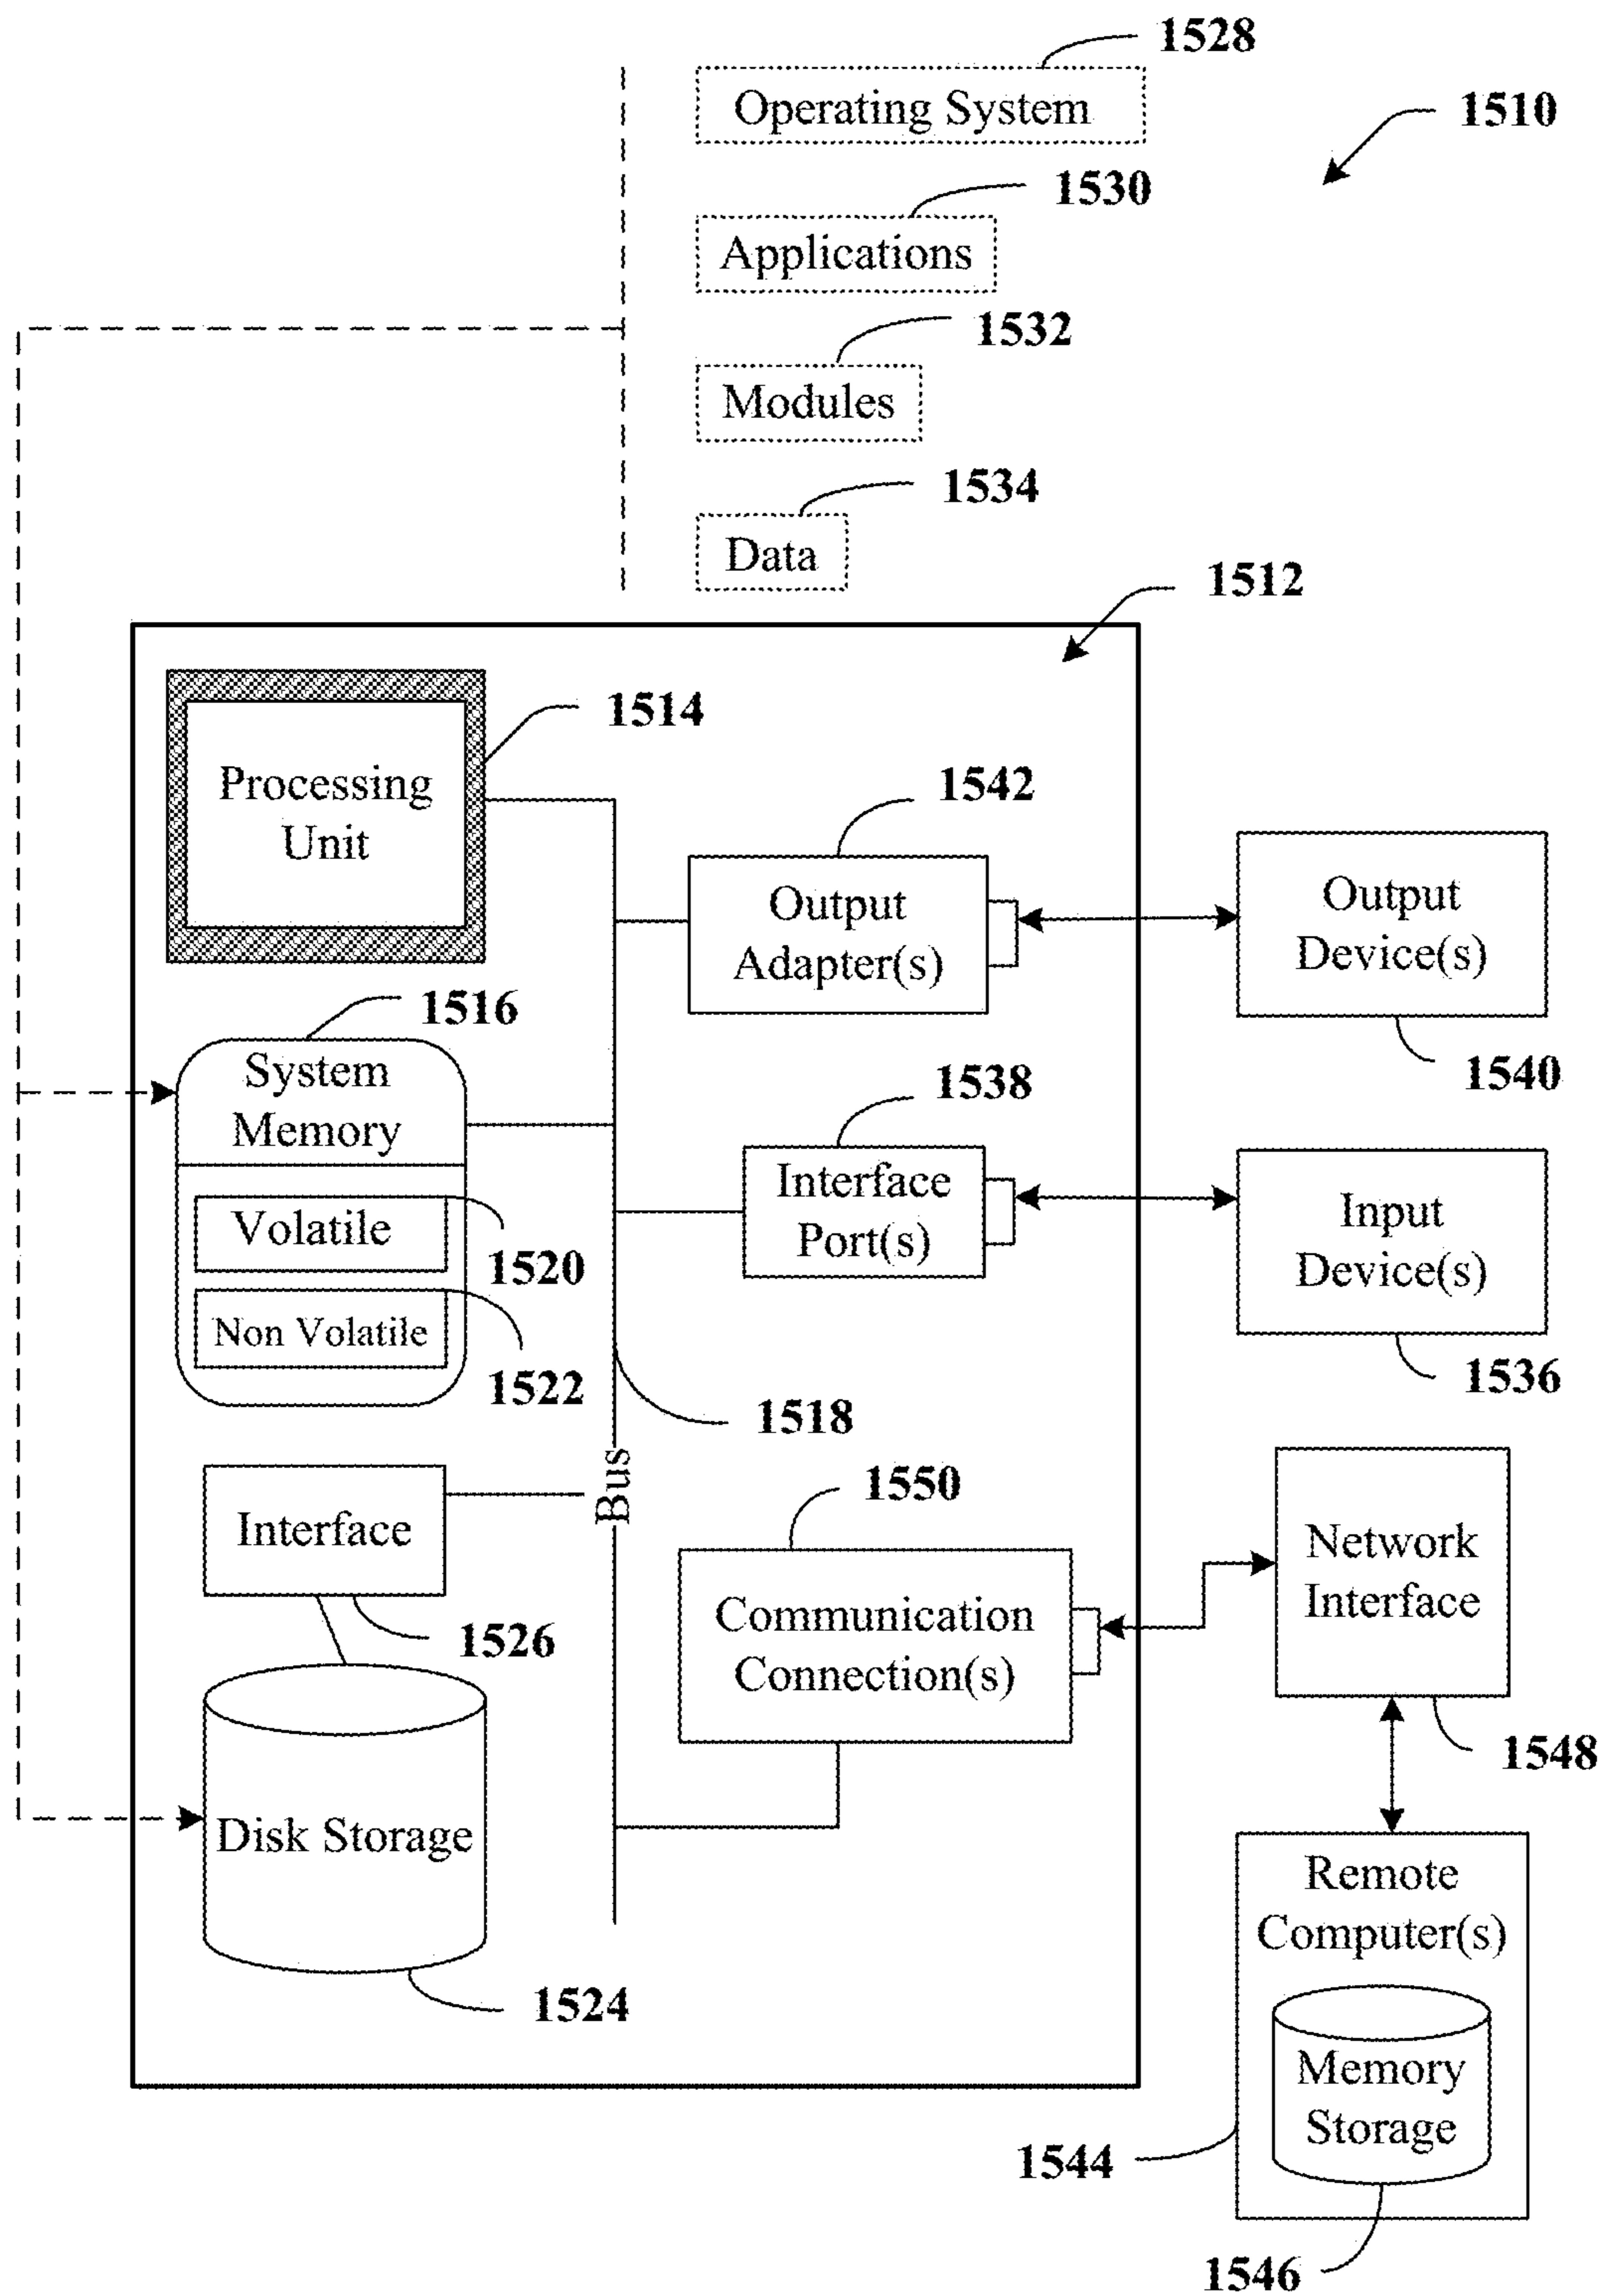 1528
Operating System
1510
1530
Applications
1532
Modules
1534
Data
1512
1514
Processing
Unit
1542
Output
Adapter(s)
Output
Device(s)
1540
1516
System
Memory
Volatile
1520
Non Volatile
1522
1538
Interface
Port(s)
Input
Device(s)
1536
1518
Bus
Interface
1526
1550
Communication
Connection(s)
Network
Interface
1548
Disk Storage
1524
Remote
Computer(s)
Memory
Storage
1544
1546